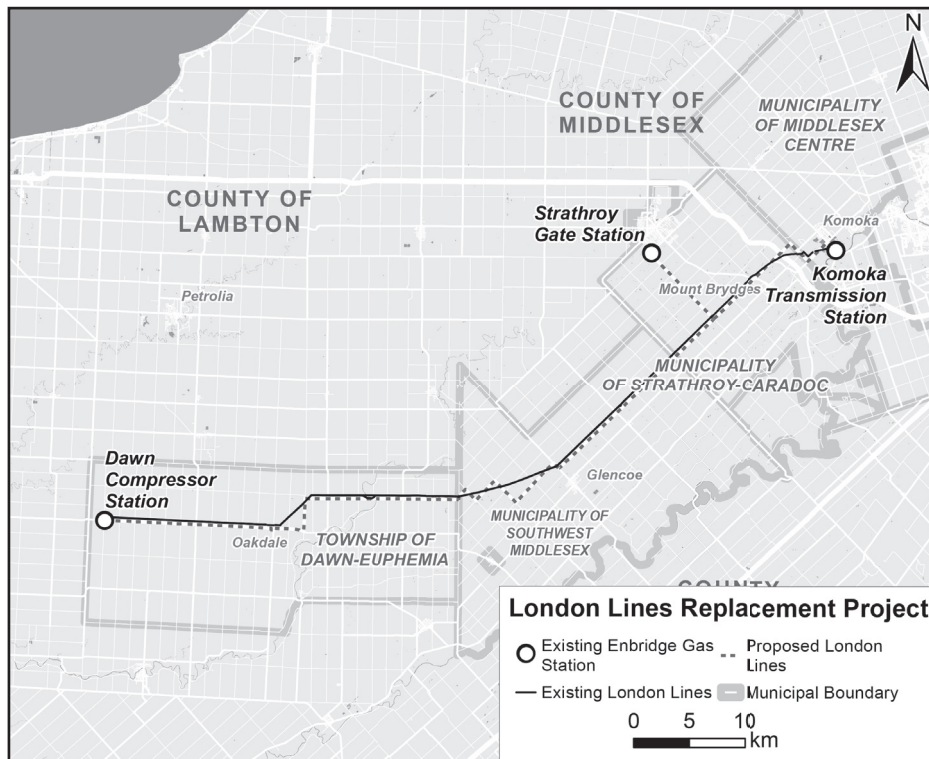 N
COUNTY OF
MIDDLESEX
MUNICIPALITY
OF MIDDLESEX
CENTRE
COUNTY OF
LAMBTON
Strathroy
Gate Station
Komoka
Komoka
Transmission
Station
Mount Brydges
Petrolia
MUNICIPALITY
OF STRATHROY-CARADOC
Dawn
Compressor
Station
Glencoe
Oakdale
TOWNSHIP OF
DAWN-EUPHEMIA
MUNICIPALITY OF
SOUTHWEST
MIDDLESEX
COUNTY
London Lines Replacement Project
Existing Enbridge Gas
Station
Proposed London
Lines
Existing London Lines
Municipal Boundary
0 5 10
km